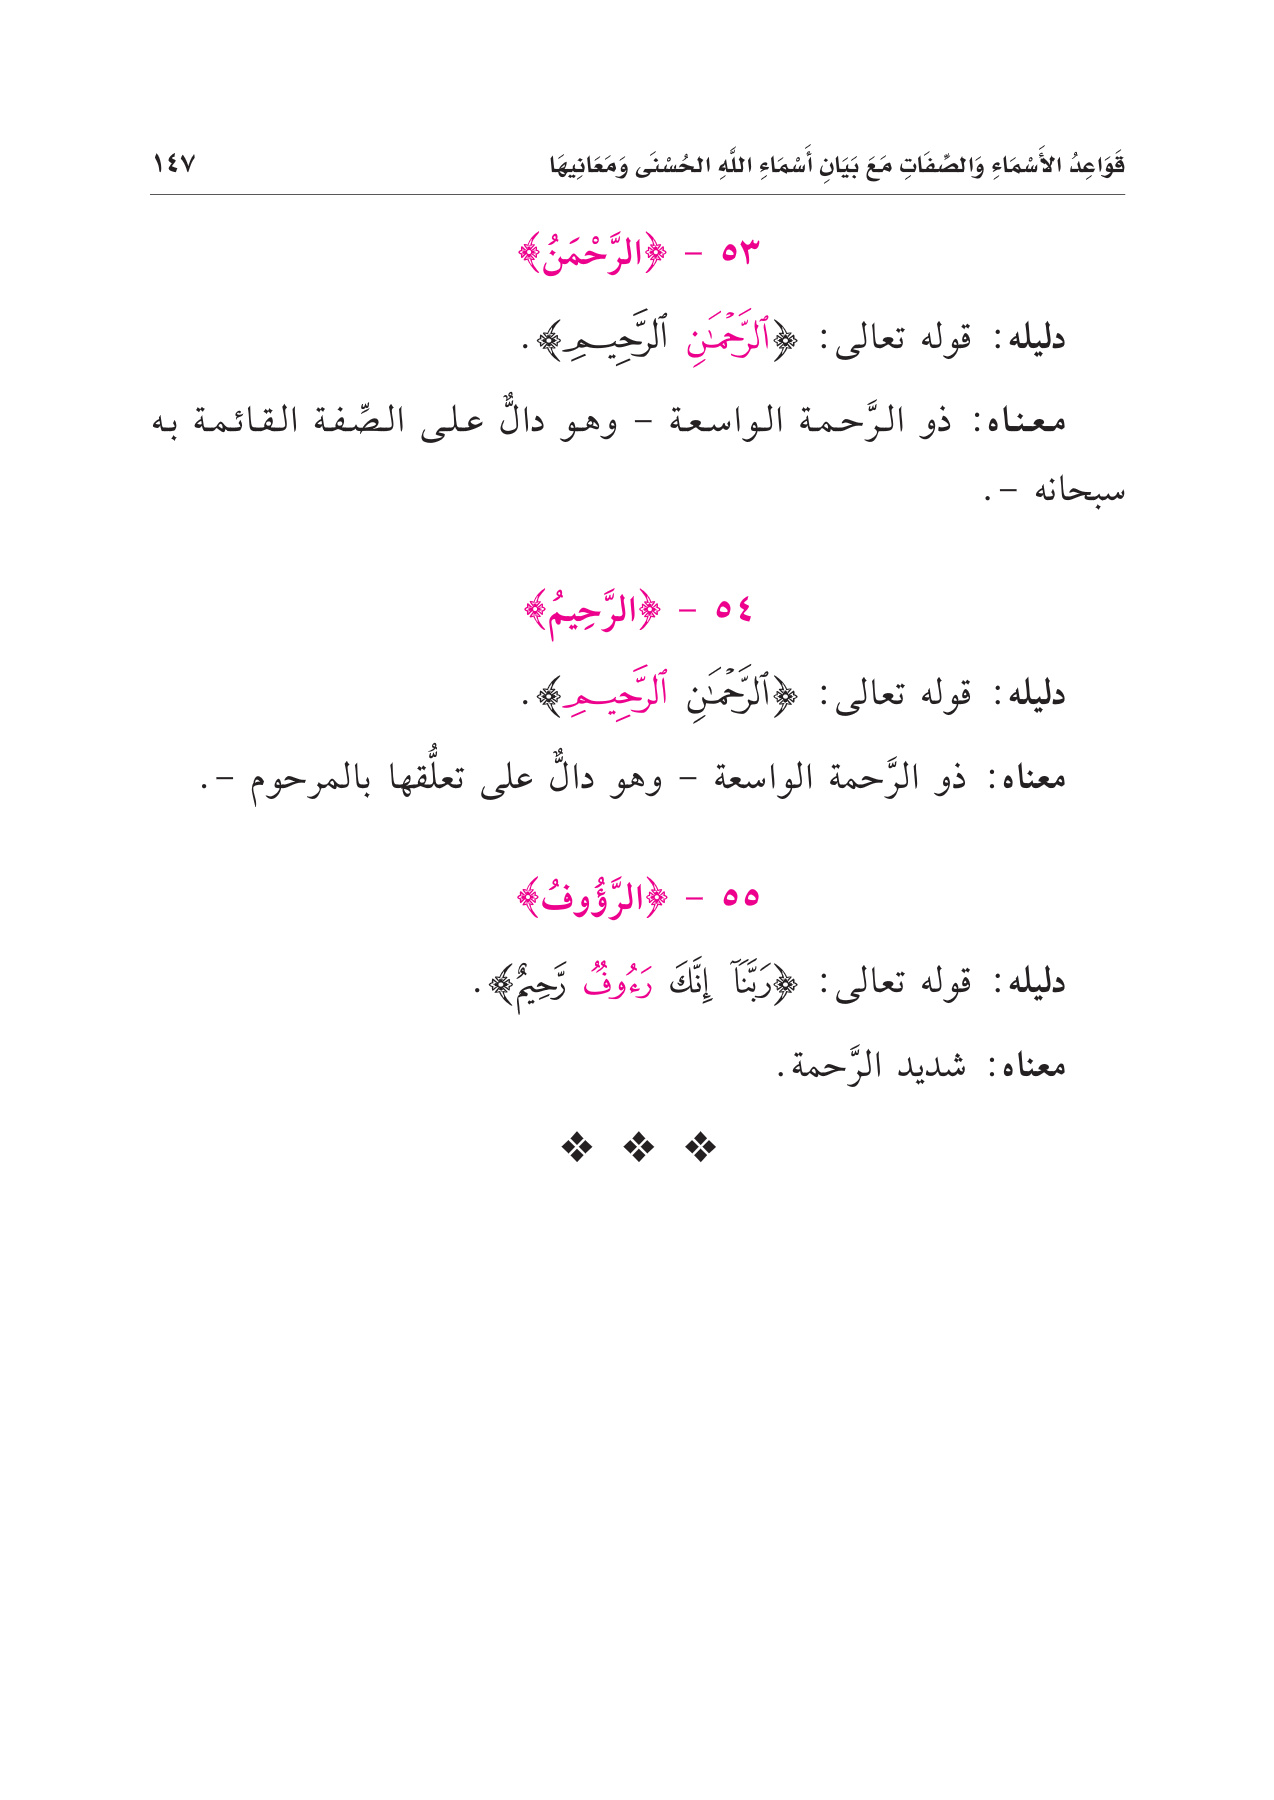 قَوَاعِدُ الأَسْمَاءِ وَالصِّفَاتِ مَعَ بَيَانِ أَسْمَاءِ اللَّهِ الحُسْنَى وَمَعَانِيهَا ١٤٧
٥٣ – ﴿الرَّحْمَنُ﴾
دليله: قوله تعالى: ﴿ٱلرَّحْمَـٰنِ ٱلرَّحِيـمِ﴾.
معناه: ذو الرَّحمة الواسعة – وهو دالٌّ على الصِّفة القائمة به
سبحانه –.
٥٤ – ﴿الرَّحِيمُ﴾
دليله: قوله تعالى: ﴿ٱلرَّحْمَـٰنِ ٱلرَّحِيـمِ﴾.
معناه: ذو الرَّحمة الواسعة – وهو دالٌّ على تعلُّقها بالمرحوم –.
٥٥ – ﴿الرَّؤُوفُ﴾
دليله: قوله تعالى: ﴿رَبَّنَآ إِنَّكَ رَءُوفٌ رَّحِيمٌ﴾.
معناه: شديد الرَّحمة.
❖ ❖ ❖